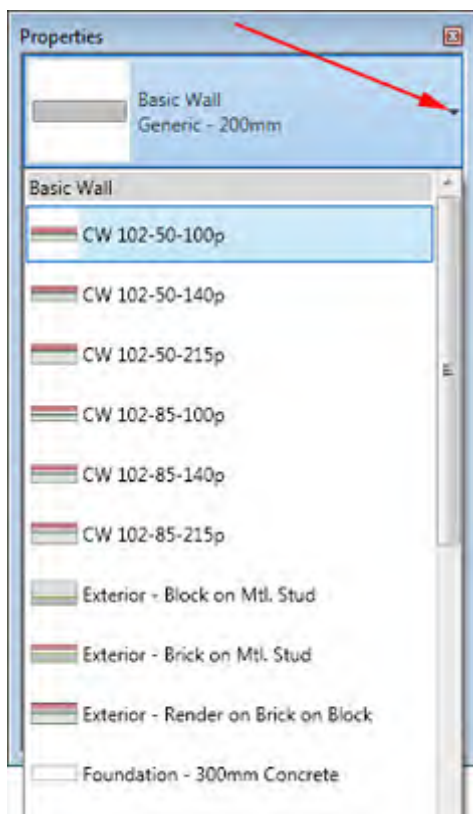 Properties
Basic Wall
Generic - 200mm
Basic Wall
CW 102-50-100p
CW 102-50-140p
CW 102-50-215p
CW 102-85-100p
CW 102-85-140p
CW 102-85-215p
Exterior - Block on Mtl. Stud
Exterior - Brick on Mtl. Stud
Exterior - Render on Brick on Block
Foundation - 300mm Concrete